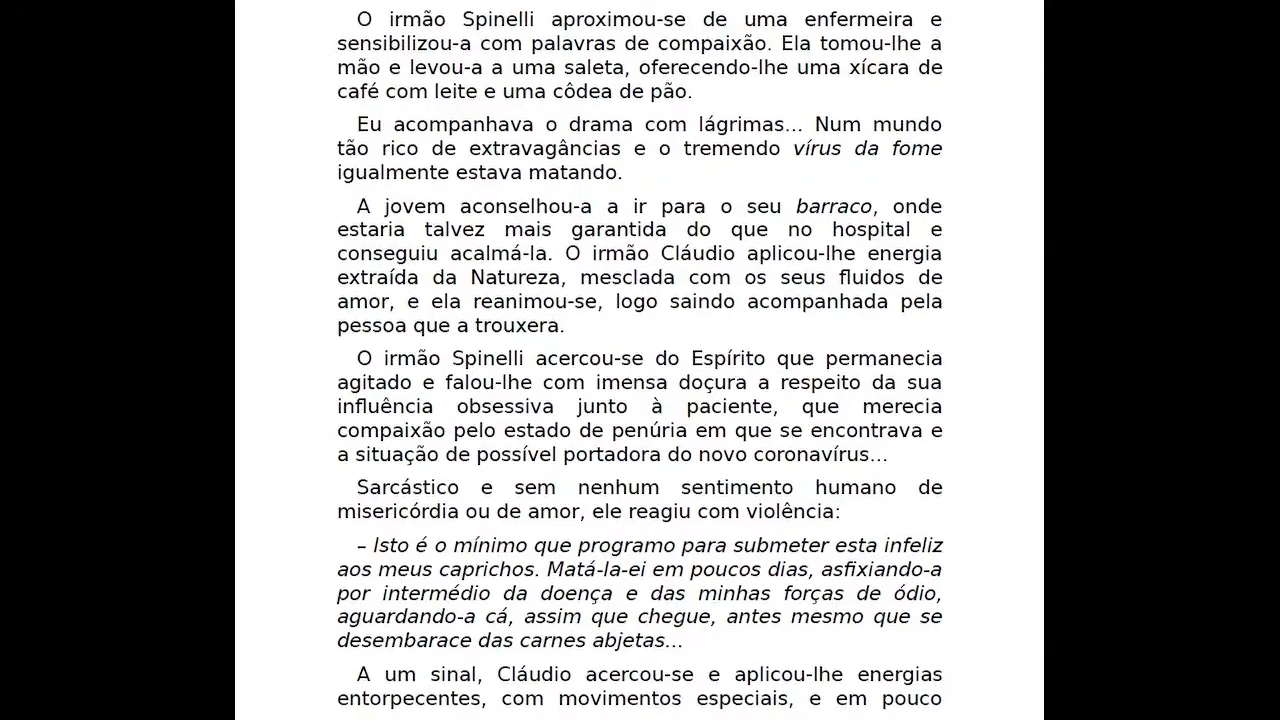 O irmão Spinelli aproximou-se de uma enfermeira e
sensibilizou-a com palavras de compaixão. Ela tomou-lhe a
mão e levou-a a uma saleta, oferecendo-lhe uma xícara de
café com leite e uma côdea de pão.
Eu acompanhava o drama com lágrimas... Num mundo
tão rico de extravagâncias e o tremendo vírus da fome
igualmente estava matando.
A jovem aconselhou-a a ir para o seu barraco, onde
estaria talvez mais garantida do que no hospital e
conseguiu acalmá-la. O irmão Cláudio aplicou-lhe energia
extraída da Natureza, mesclada com os seus fluidos de
amor, e ela reanimou-se, logo saindo acompanhada pela
pessoa que a trouxera.
O irmão Spinelli acercou-se do Espírito que permanecia
agitado e falou-lhe com imensa doçura a respeito da sua
influência obsessiva junto à paciente, que merecia
compaixão pelo estado de penúria em que se encontrava e
a situação de possível portadora do novo coronavírus...
Sarcástico e sem nenhum sentimento humano de
misericórdia ou de amor, ele reagiu com violência:
– Isto é o mínimo que programo para submeter esta infeliz
aos meus caprichos. Matá-la-ei em poucos dias, asfixiando-a
por intermédio da doença e das minhas forças de ódio,
aguardando-a cá, assim que chegue, antes mesmo que se
desembarace das carnes abjetas...
A um sinal, Cláudio acercou-se e aplicou-lhe energias
entorpecentes, com movimentos especiais, e em pouco